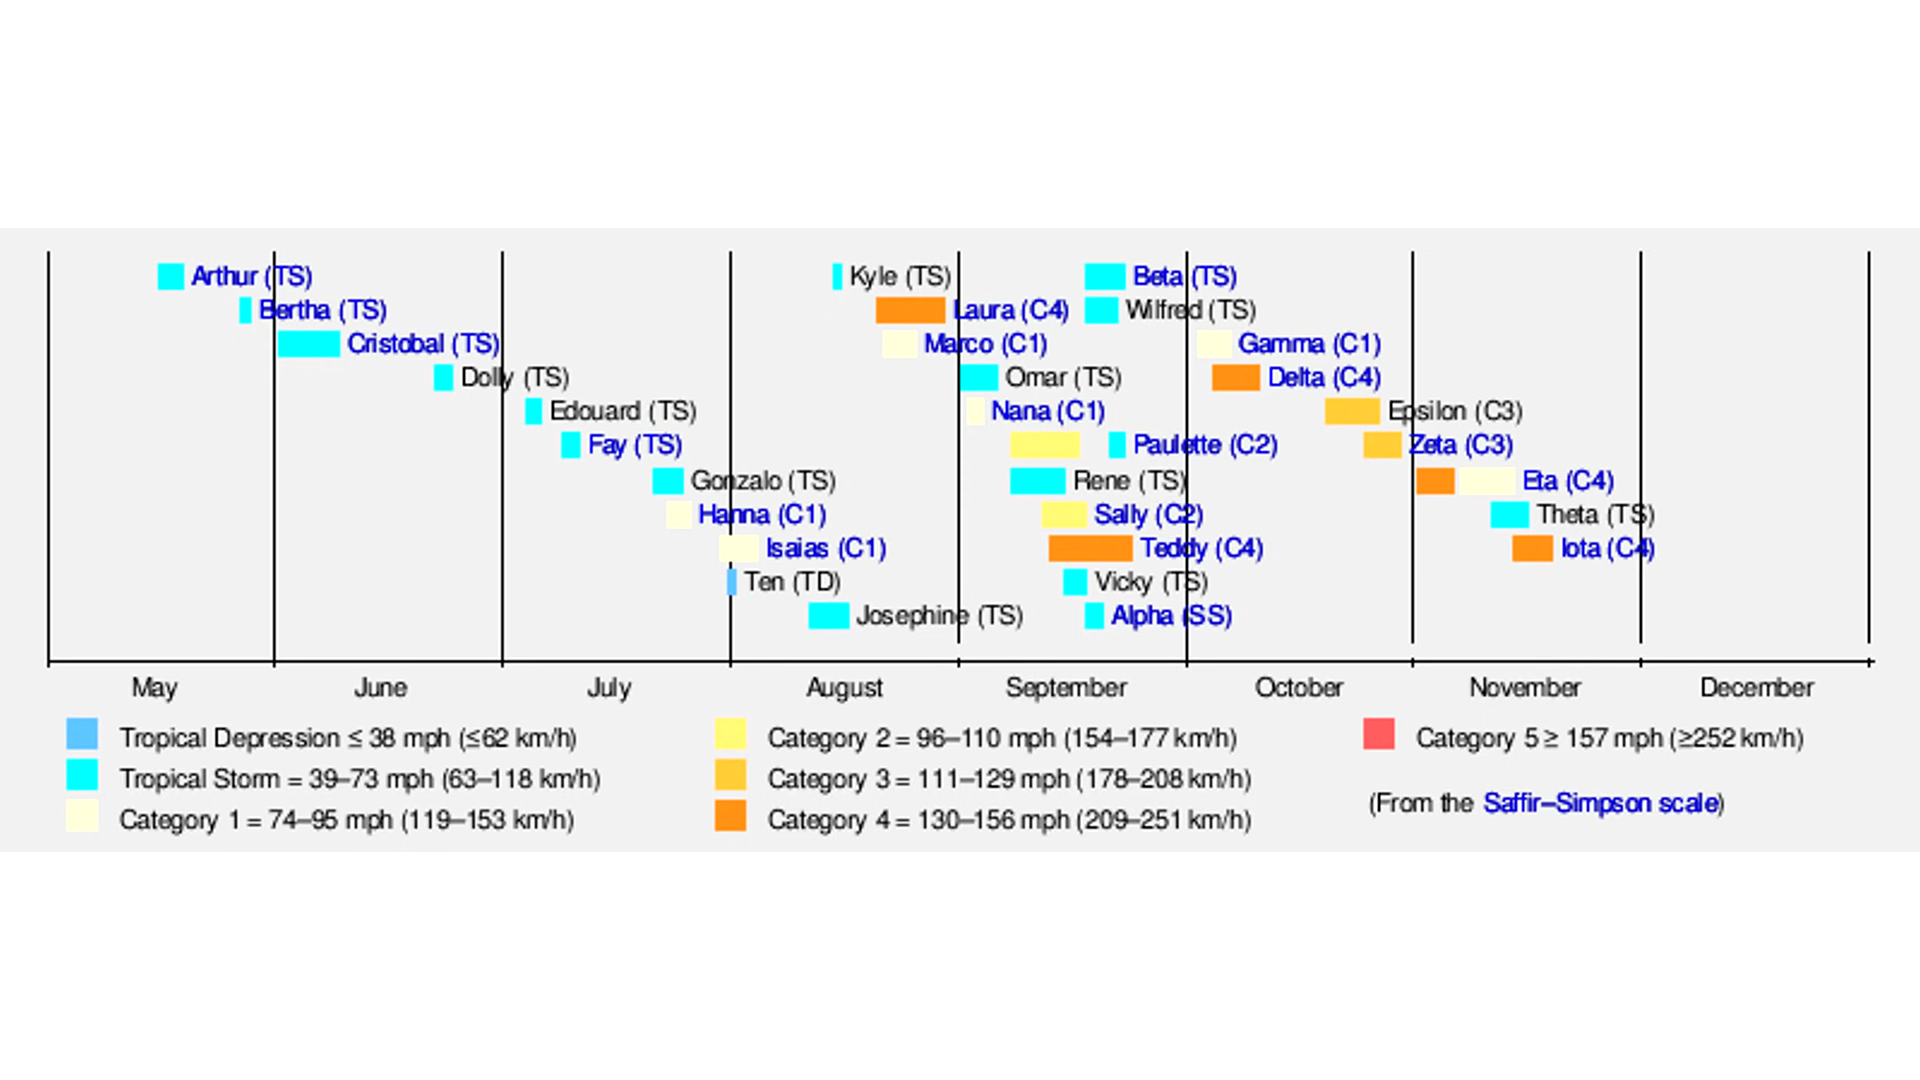 Arthur (TS)
Bertha (TS)
Cristobal (TS)
Dolly (TS)
Edouard (TS)
Fay (TS)
Gonzalo (TS)
Hanna (C1)
Isaias (C1)
Ten (TD)
Josephine (TS)
Kyle (TS)
Laura (C4)
Marco (C1)
Omar (TS)
Nana (C1)
Paulette (C2)
Rene (TS)
Sally (C2)
Teddy (C4)
Vicky (TS)
Alpha (SS)
Beta (TS)
Wilfred (TS)
Gamma (C1)
Delta (C4)
Epsilon (C3)
Zeta (C3)
Eta (C4)
Theta (TS)
Iota (C4)
May June July August September October November December
Tropical Depression ≤ 38 mph (≤62 km/h)
Tropical Storm = 39–73 mph (63–118 km/h)
Category 1 = 74–95 mph (119–153 km/h)
Category 2 = 96–110 mph (154–177 km/h)
Category 3 = 111–129 mph (178–208 km/h)
Category 4 = 130–156 mph (209–251 km/h)
Category 5 ≥ 157 mph (≥252 km/h)
(From the Saffir–Simpson scale)